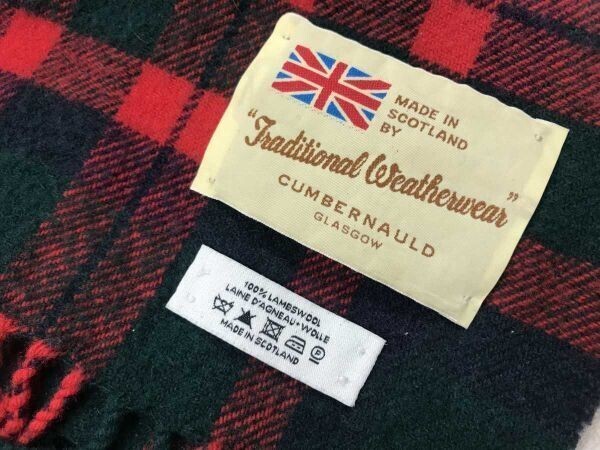 MADE IN
SCOTLAND
BY
"Traditional Weatherwear"
CUMBERNAULD
GLASGOW
100% LAMBSWOOL
LAINE D'AGNEAU • WOLLE
P
MADE IN SCOTLAND